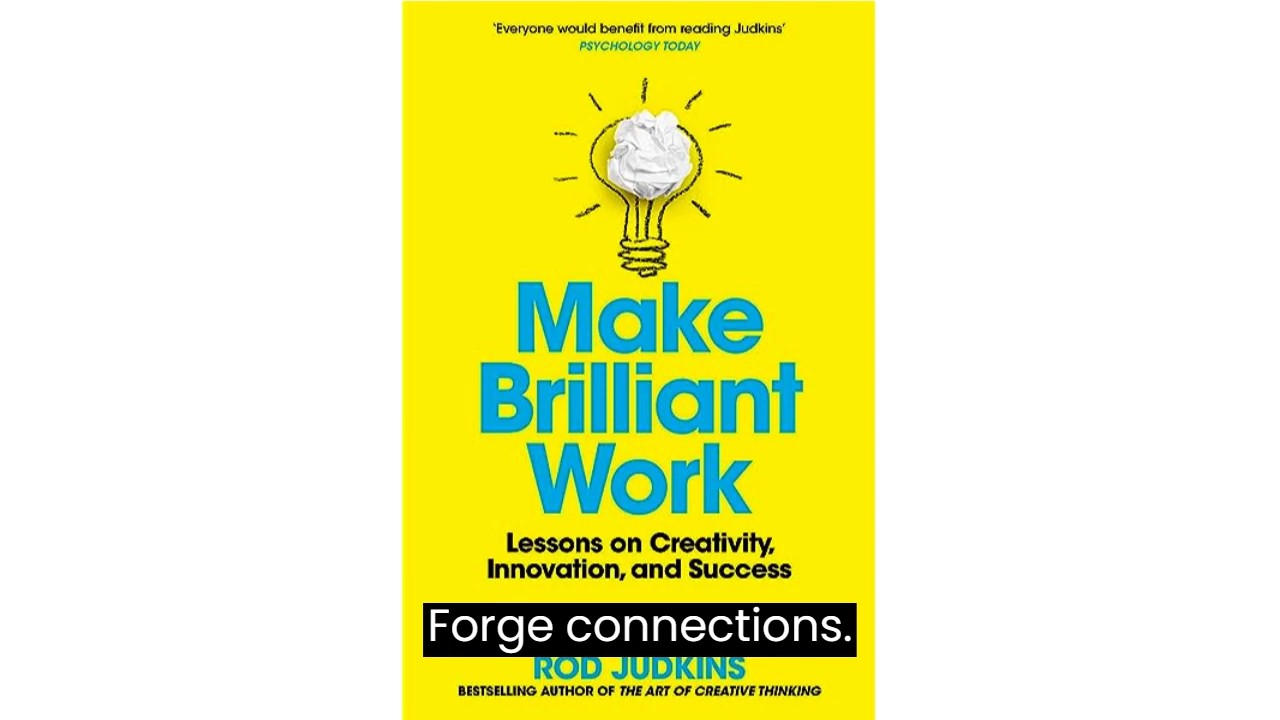 'Everyone would benefit from reading Judkins'
PSYCHOLOGY TODAY
Make
Brilliant
Work
Lessons on Creativity,
Innovation, and Success
Forge connections.
ROD JUDKINS
BESTSELLING AUTHOR OF THE ART OF CREATIVE THINKING